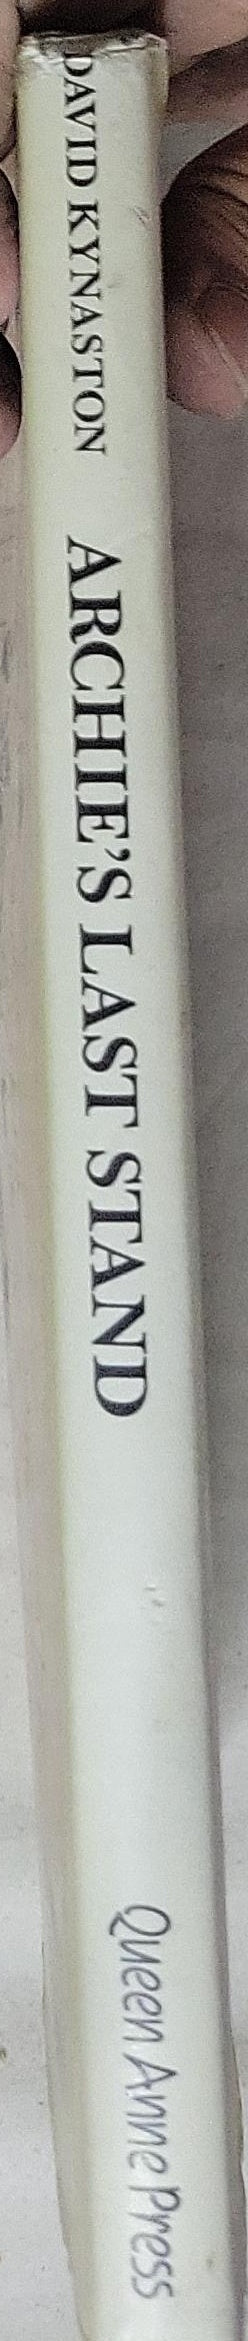 DAVID KYNASTON
ARCHIE'S LAST STAND
Queen Anne Press